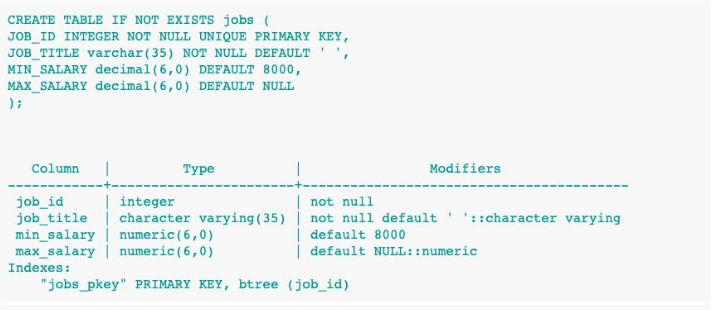 CREATE TABLE IF NOT EXISTS jobs (
JOB_ID INTEGER NOT NULL UNIQUE PRIMARY KEY,
JOB_TITLE varchar(35) NOT NULL DEFAULT ' ',
MIN_SALARY decimal(6,0) DEFAULT 8000,
MAX_SALARY decimal(6,0) DEFAULT NULL
);
Column | Type | Modifiers
------------+-----------------------+----------------------------------------
job_id | integer | not null
job_title | character varying(35) | not null default ' '::character varying
min_salary | numeric(6,0) | default 8000
max_salary | numeric(6,0) | default NULL::numeric
Indexes:
"jobs_pkey" PRIMARY KEY, btree (job_id)